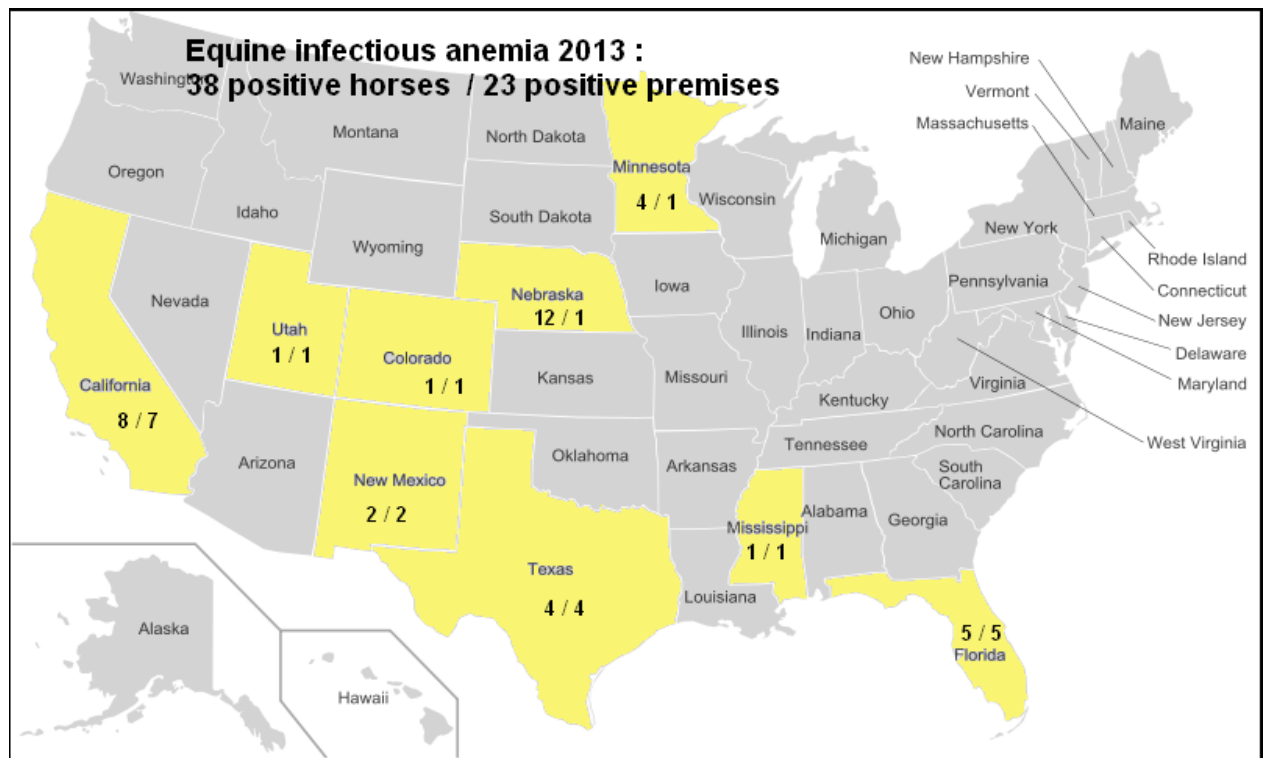 Equine infectious anemia 2013 :
38 positive horses  / 23 positive premises
Washington
Montana
North Dakota
Minnesota
4 / 1
Oregon
Idaho
Wyoming
South Dakota
Wisconsin
Michigan
New York
Maine
New Hampshire
Vermont
Massachusetts
Rhode Island
Connecticut
New Jersey
Delaware
Maryland
West Virginia
Pennsylvania
Nevada
Utah
1 / 1
Colorado
1 / 1
Nebraska
12 / 1
Iowa
Illinois
Indiana
Ohio
California
8 / 7
Kansas
Missouri
Kentucky
Virginia
Arizona
New Mexico
2 / 2
Oklahoma
Arkansas
Tennessee
North Carolina
South
Carolina
Texas
4 / 4
Louisiana
Mississippi
1 / 1
Alabama
Georgia
5 / 5
Florida
Alaska
Hawaii